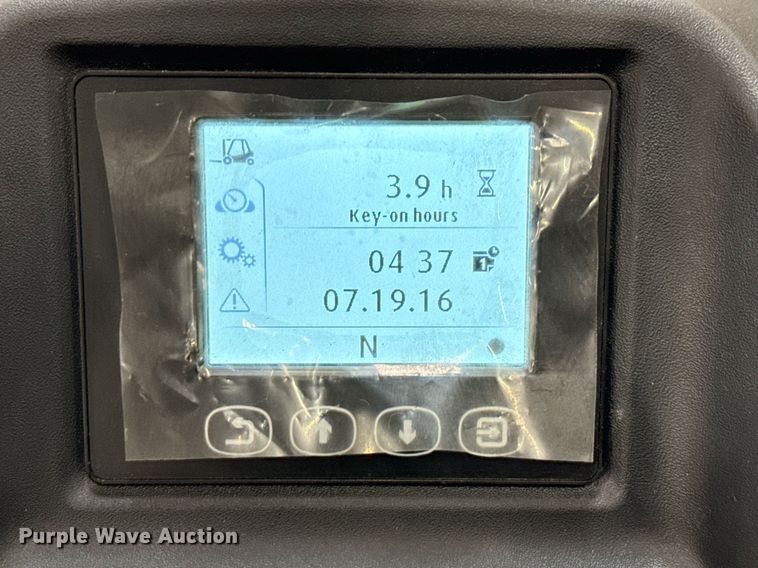 3.9 h
Key-on hours
04 37
07.19.16
N
Purple Wave Auction